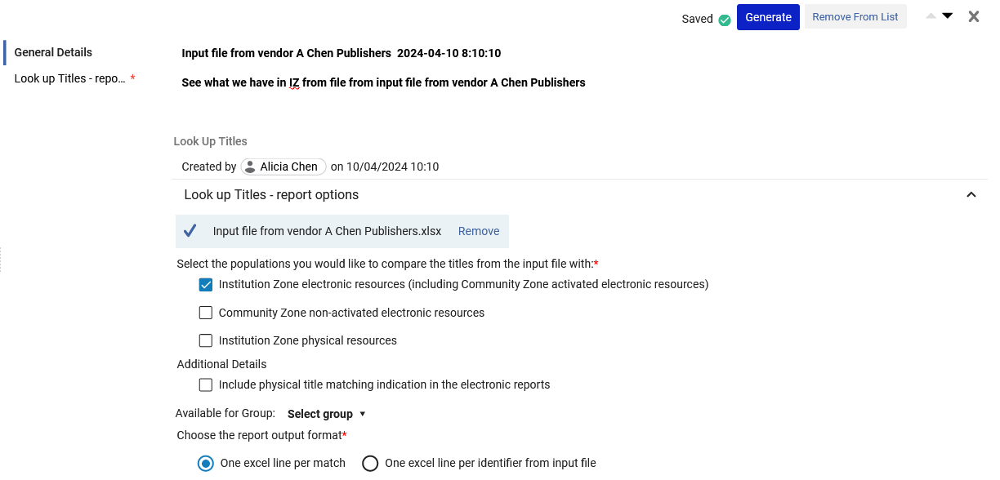 Saved Generate Remove From List
General Details
Look up Titles - repo... *
Input file from vendor A Chen Publishers  2024-04-10 8:10:10
See what we have in IZ from file from input file from vendor A Chen Publishers
Look Up Titles
Created by Alicia Chen on 10/04/2024 10:10
Look up Titles - report options
Input file from vendor A Chen Publishers.xlsx Remove
Select the populations you would like to compare the titles from the input file with:*
Institution Zone electronic resources (including Community Zone activated electronic resources)
Community Zone non-activated electronic resources
Institution Zone physical resources
Additional Details
Include physical title matching indication in the electronic reports
Available for Group: Select group
Choose the report output format*
One excel line per match One excel line per identifier from input file